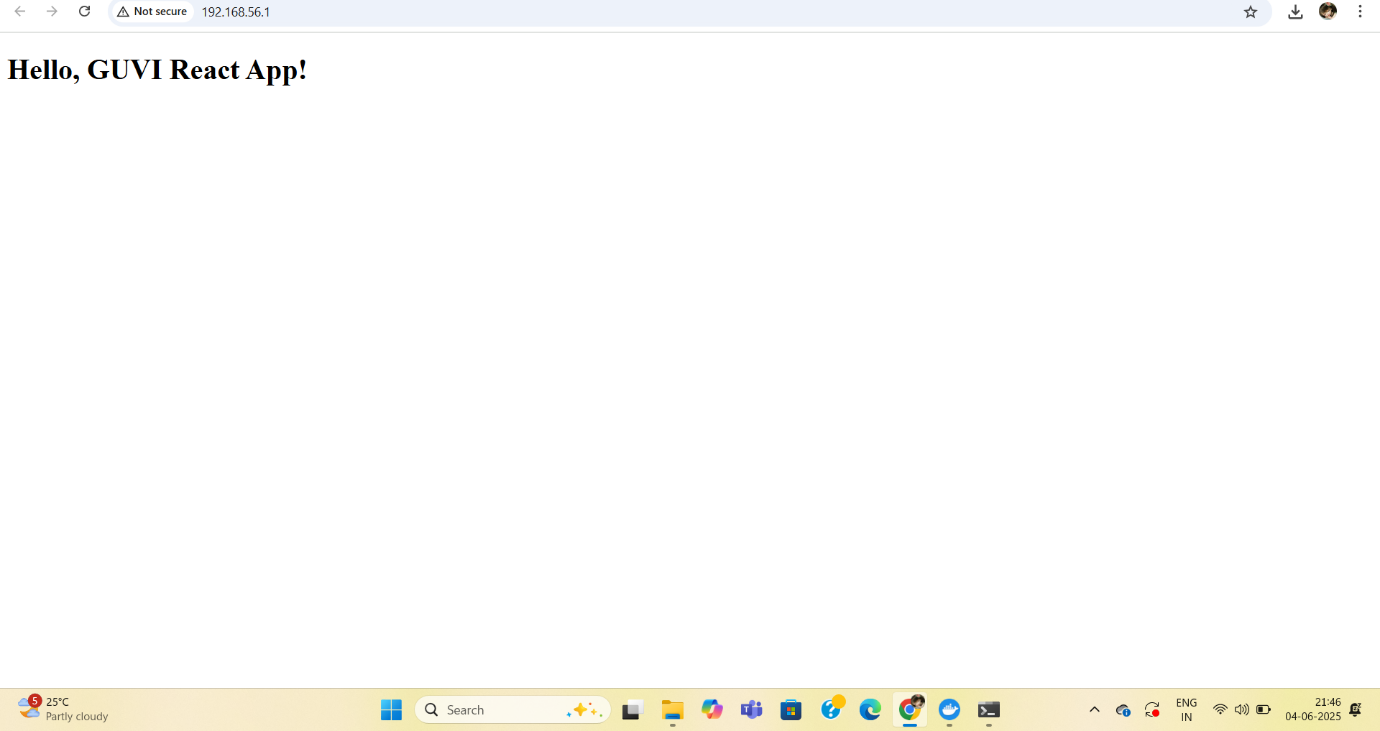 Not secure
192.168.56.1
Hello, GUVI React App!
5
25°C
Partly cloudy
Search
ENG
IN
21:46
04-06-2025